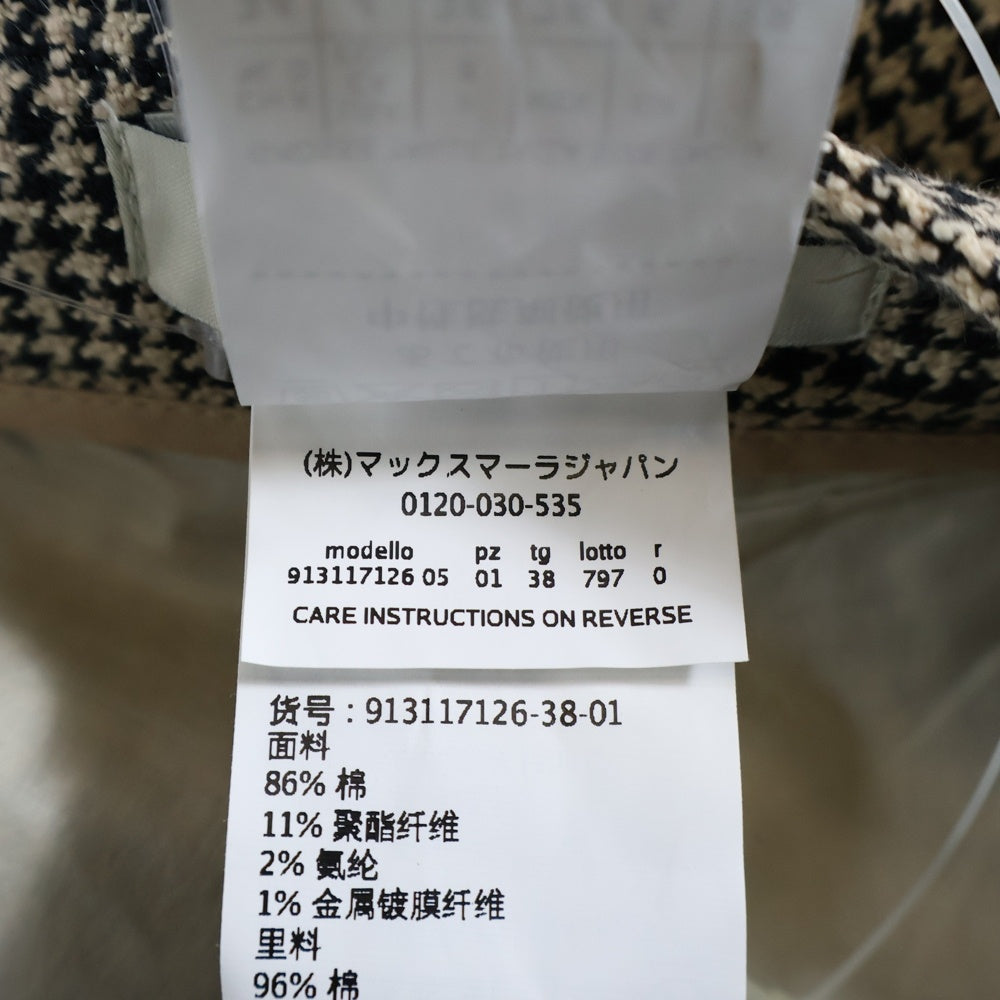 (株)マックスマーラジャパン
0120-030-535
modello pz tg lotto r
913117126 05 01 38 797 0
CARE INSTRUCTIONS ON REVERSE
货号：913117126-38-01
面料
86% 棉
11% 聚酯纤维
2% 氨纶
1% 金属镀膜纤维
里料
96% 棉